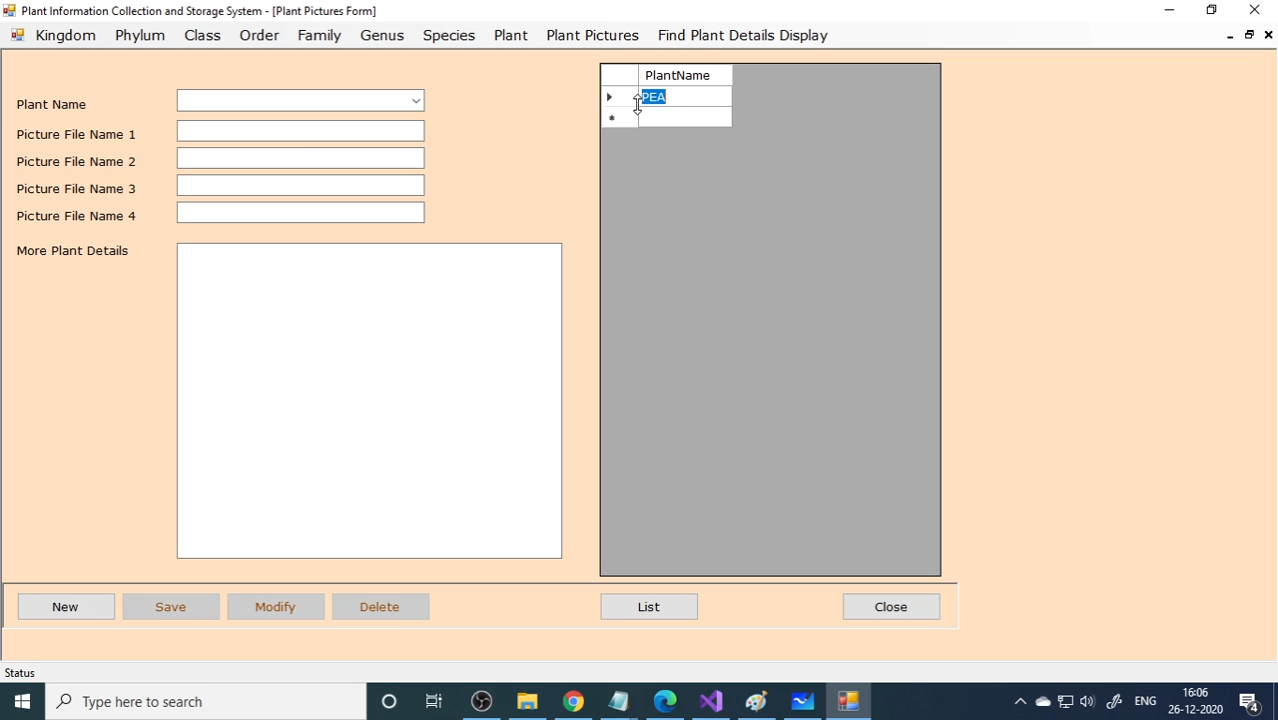 Plant Information Collection and Storage System - [Plant Pictures Form]
Kingdom Phylum Class Order Family Genus Species Plant Plant Pictures Find Plant Details Display
PlantName
PEA
Plant Name
Picture File Name 1
Picture File Name 2
Picture File Name 3
Picture File Name 4
More Plant Details
New Save Modify Delete List Close
Status
Type here to search
ENG
16:06
26-12-2020
4